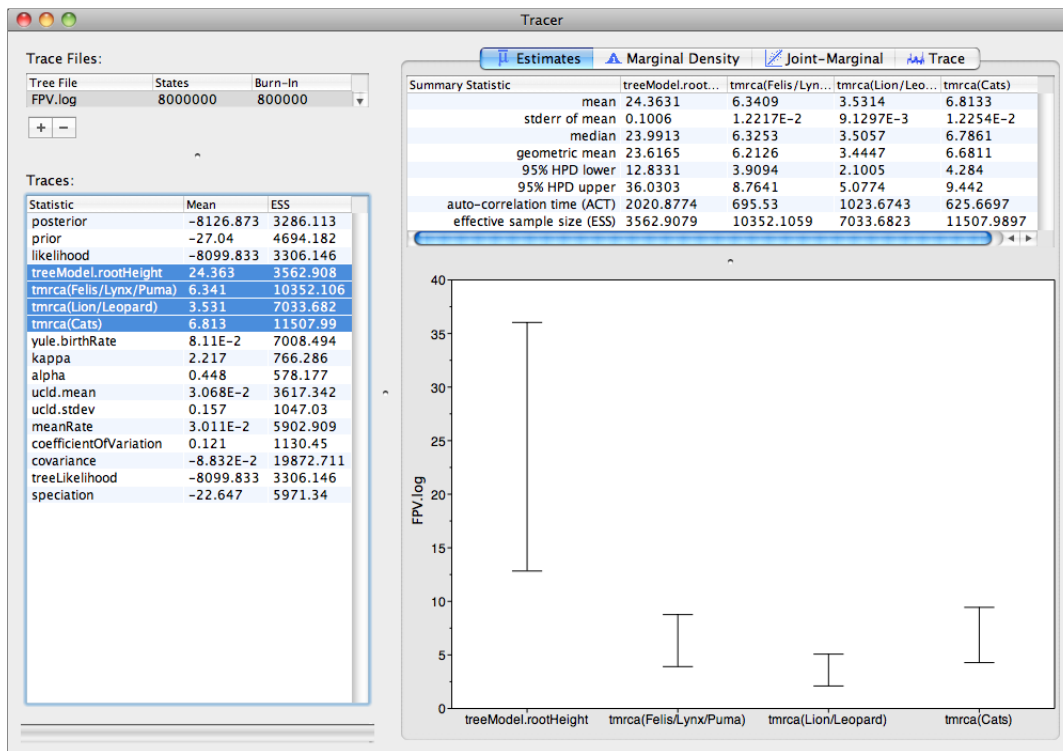 Tracer
Trace Files:
Tree File States Burn-In
FPV.log 8000000 800000
+ −
Traces:
Statistic Mean ESS
posterior -8126.873 3286.113
prior -27.04 4694.182
likelihood -8099.833 3306.146
treeModel.rootHeight 24.363 3562.908
tmrca(Felis/Lynx/Puma) 6.341 10352.106
tmrca(Lion/Leopard) 3.531 7033.682
tmrca(Cats) 6.813 11507.99
yule.birthRate 8.11E-2 7008.494
kappa 2.217 766.286
alpha 0.448 578.177
ucld.mean 3.068E-2 3617.342
ucld.stdev 0.157 1047.03
meanRate 3.011E-2 5902.909
coefficientOfVariation 0.121 1130.45
covariance -8.832E-2 19872.711
treeLikelihood -8099.833 3306.146
speciation -22.647 5971.34
μ Estimates Marginal Density Joint-Marginal Trace
Summary Statistic treeModel.root... tmrca(Felis/Lyn... tmrca(Lion/Leo... tmrca(Cats)
mean 24.3631 6.3409 3.5314 6.8133
stderr of mean 0.1006 1.2217E-2 9.1297E-3 1.2254E-2
median 23.9913 6.3253 3.5057 6.7861
geometric mean 23.6165 6.2126 3.4447 6.6811
95% HPD lower 12.8331 3.9094 2.1005 4.284
95% HPD upper 36.0303 8.7641 5.0774 9.442
auto-correlation time (ACT) 2020.8774 695.53 1023.6743 625.6697
effective sample size (ESS) 3562.9079 10352.1059 7033.6823 11507.9897
40
35
30
25
20
15
10
5
0
FPV.log
treeModel.rootHeight tmrca(Felis/Lynx/Puma) tmrca(Lion/Leopard) tmrca(Cats)